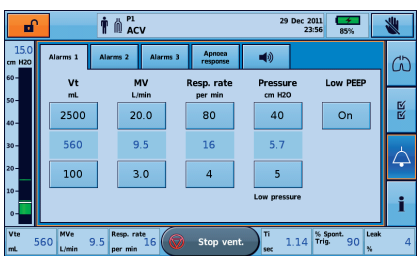 P1
ACV
29 Dec 2011
23:56
85%
15.0
cm H2O
60
50
40
30
20
10
0
Alarms 1
Alarms 2
Alarms 3
Apnoea
response
Vt
mL
MV
L/min
Resp. rate
per min
Pressure
cm H2O
Low PEEP
2500
20.0
80
40
On
560
9.5
16
5.7
100
3.0
4
5
Low pressure
Vte
mL
560
MVe
L/min
9.5
Resp. rate
per min
16
Stop vent.
Ti
sec
1.14
% Spont.
Trig.
90
Leak
%
4